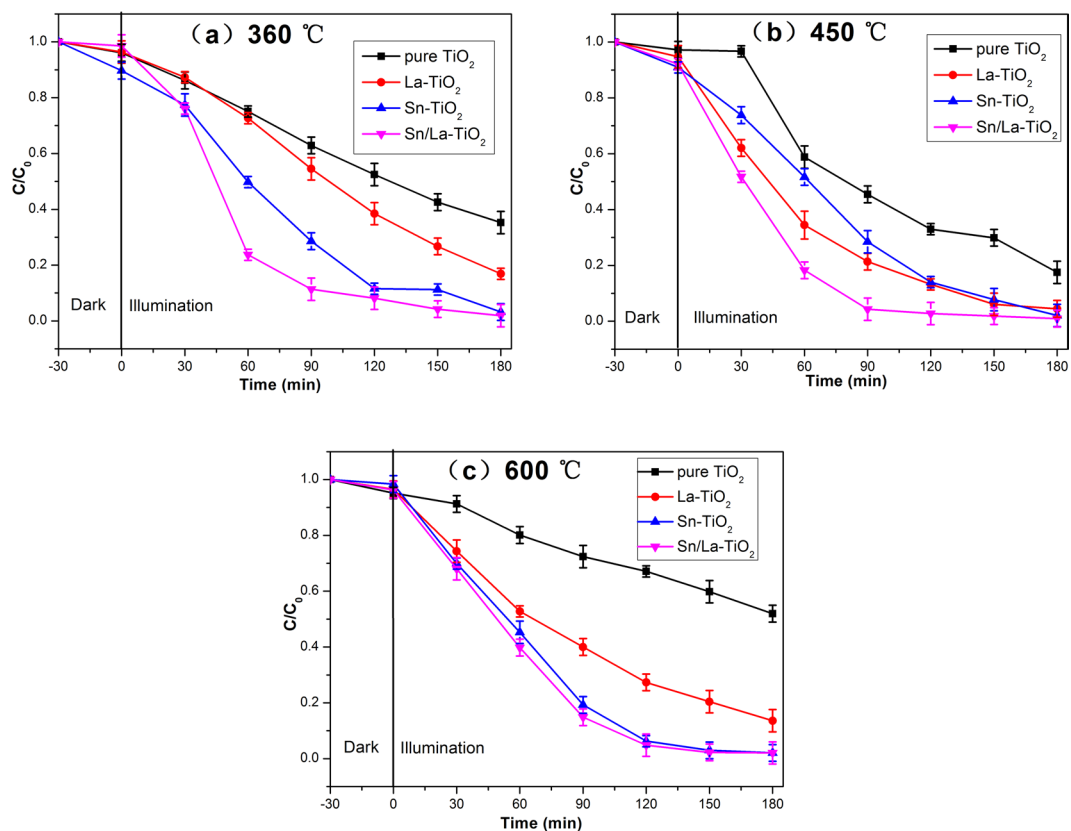 (a) 360 ℃
pure TiO₂
La-TiO₂
Sn-TiO₂
Sn/La-TiO₂
1.0
0.8
0.6
0.4
0.2
0.0
C/C₀
Dark
Illumination
-30 0 30 60 90 120 150 180
Time (min)
(b) 450 ℃
pure TiO₂
La-TiO₂
Sn-TiO₂
Sn/La-TiO₂
1.0
0.8
0.6
0.4
0.2
0.0
C/C₀
Dark
Illumination
-30 0 30 60 90 120 150 180
Time (min)
(c) 600 ℃
pure TiO₂
La-TiO₂
Sn-TiO₂
Sn/La-TiO₂
1.0
0.8
0.6
0.4
0.2
0.0
C/C₀
Dark
Illumination
-30 0 30 60 90 120 150 180
Time (min)